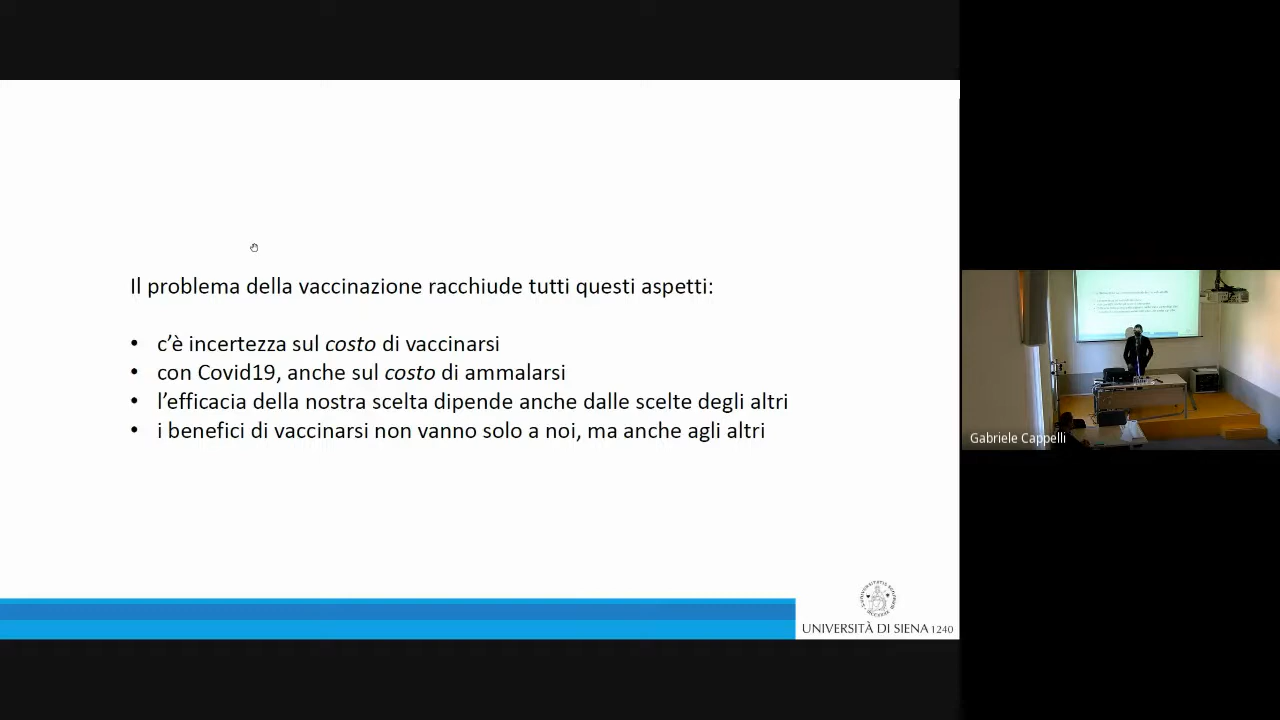 Il problema della vaccinazione racchiude tutti questi aspetti:
• c’è incertezza sul costo di vaccinarsi
• con Covid19, anche sul costo di ammalarsi
• l’efficacia della nostra scelta dipende anche dalle scelte degli altri
• i benefici di vaccinarsi non vanno solo a noi, ma anche agli altri
UNIVERSITÀ DI SIENA 1240
Gabriele Cappelli